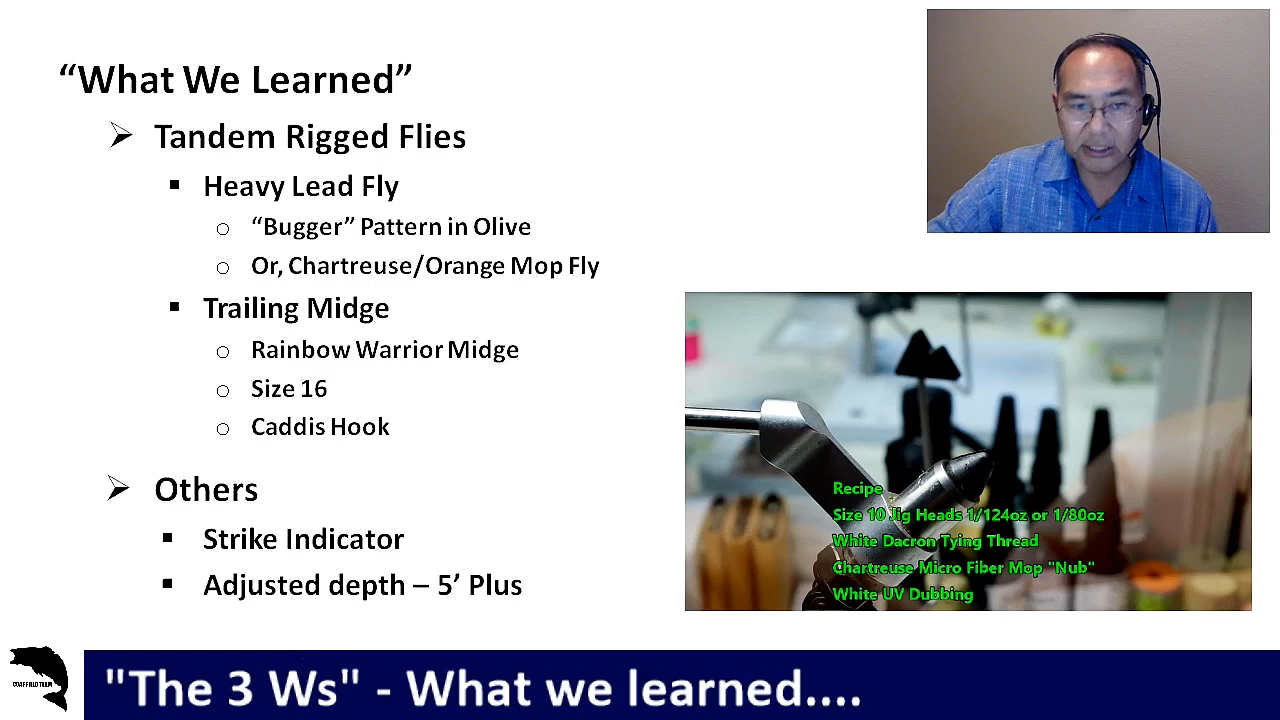 “What We Learned”
Tandem Rigged Flies
Heavy Lead Fly
“Bugger” Pattern in Olive
Or, Chartreuse/Orange Mop Fly
Trailing Midge
Rainbow Warrior Midge
Size 16
Caddis Hook
Others
Strike Indicator
Adjusted depth – 5’ Plus
Recipe
Size 10 Jig Heads 1/124oz or 1/80oz
White Dacron Tying Thread
Chartreuse Micro Fiber Mop "Nub"
White UV Dubbing
"The 3 Ws" - What we learned....